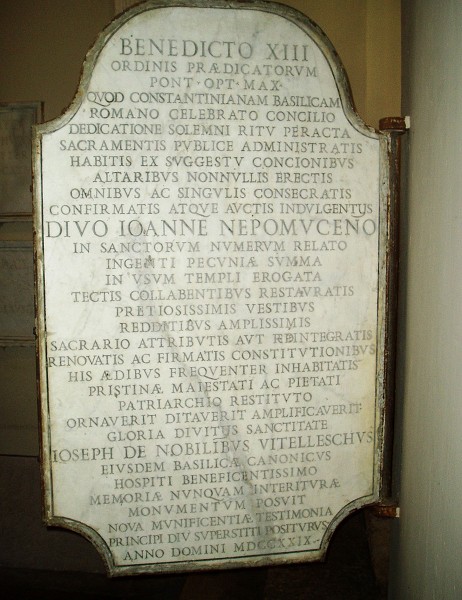 BENEDICTO XIII
ORDINIS PRÆDICATORVM
PONT·OPT·MAX·
QVOD CONSTANTINIANAM BASILICAM
ROMANO CELEBRATO CONCILIO
DEDICATIONE SOLEMNI RITV PERACTA
SACRAMENTIS PVBLICE ADMINISTRATIS
HABITIS EX SVGGESTV CONCIONIBVS
ALTARIBVS NONNVLLIS ERECTIS
OMNIBVS AC SINGVLIS CONSECRATIS
CONFIRMATIS ATQVE AVCTIS INDVLGENTIIS
DIVO IOANNE NEPOMVCENO
IN SANCTORVM NVMERVM RELATO
INGENTI PECVNIÆ SVMMA
IN VSVM TEMPLI EROGATA
TECTIS COLLABENTIBVS RESTAVRATIS
PRETIOSISSIMIS VESTIBVS
REDDITIBVS AMPLISSIMIS
SACRARIO ATTRIBVTIS AVT REINTEGRATIS
RENOVATIS AC FIRMATIS CONSTITVTIONIBVS
HIS ÆDIBVS FREQVENTER INHABITATIS
PRISTINÆ MAIESTATI AC PIETATI
PATRIARCHIO RESTITVTO
ORNAVERIT DITAVERIT AMPLIFICAVERIT
GLORIA DIVITIIS SANCTITATE
IOSEPH DE NOBILIBVS VITELLESCHVS
EIVSDEM BASILICÆ CANONICVS
HOSPITI BENEFICENTISSIMO
MEMORIÆ NVNQVAM INTERITVRÆ
MONVMENTVM POSVIT
NOVA MVNIFICENTIÆ TESTIMONIA
PRINCIPI DIV SVPERSTITI POSITVRVS
ANNO DOMINI MDCCXXIX